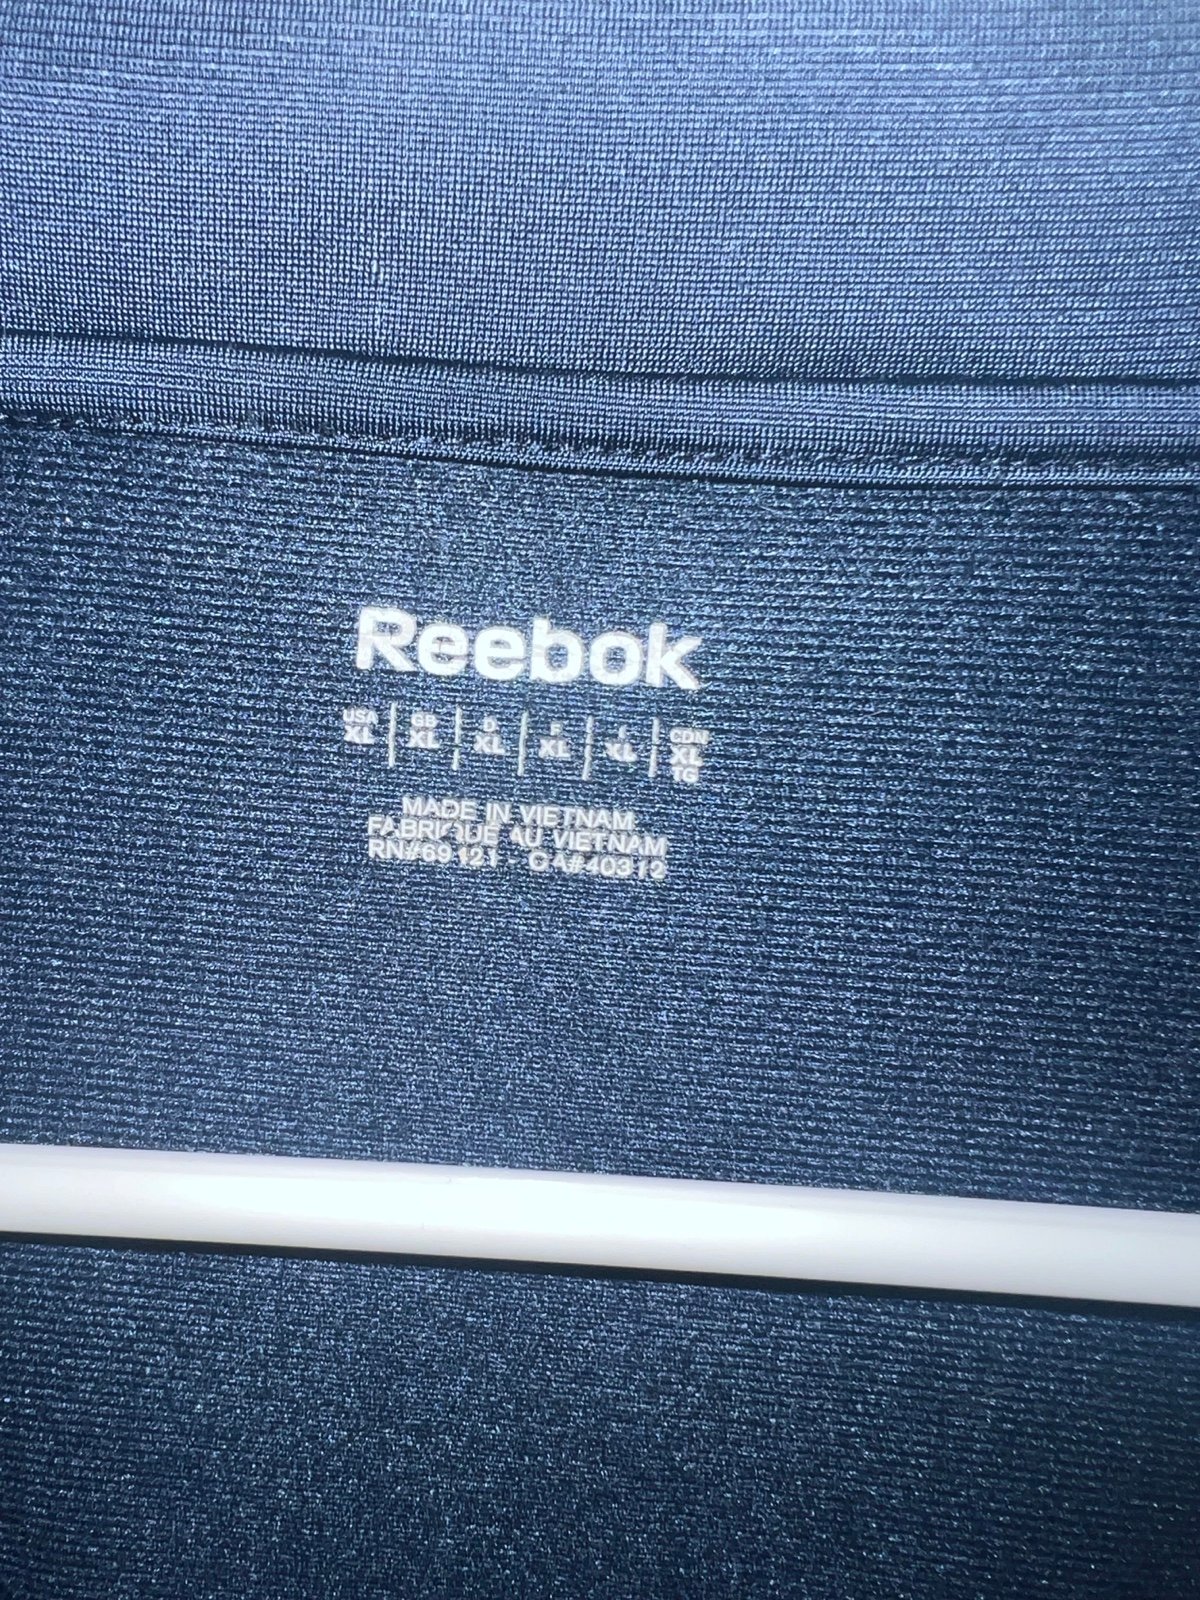 Reebok
USA | GB | D | F | E | CDN
XL | XL | XL | XL | XL | XL
TG
MADE IN VIETNAM
FABRIQUE AU VIETNAM
RN#69121 - CA#40312